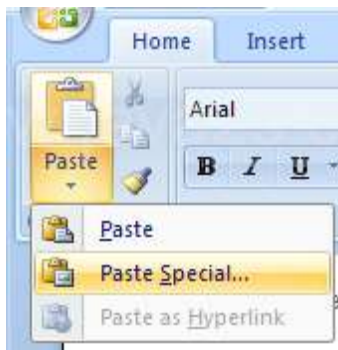 Home Insert
Arial
Paste
B I U
Paste
Paste Special...
Paste as Hyperlink